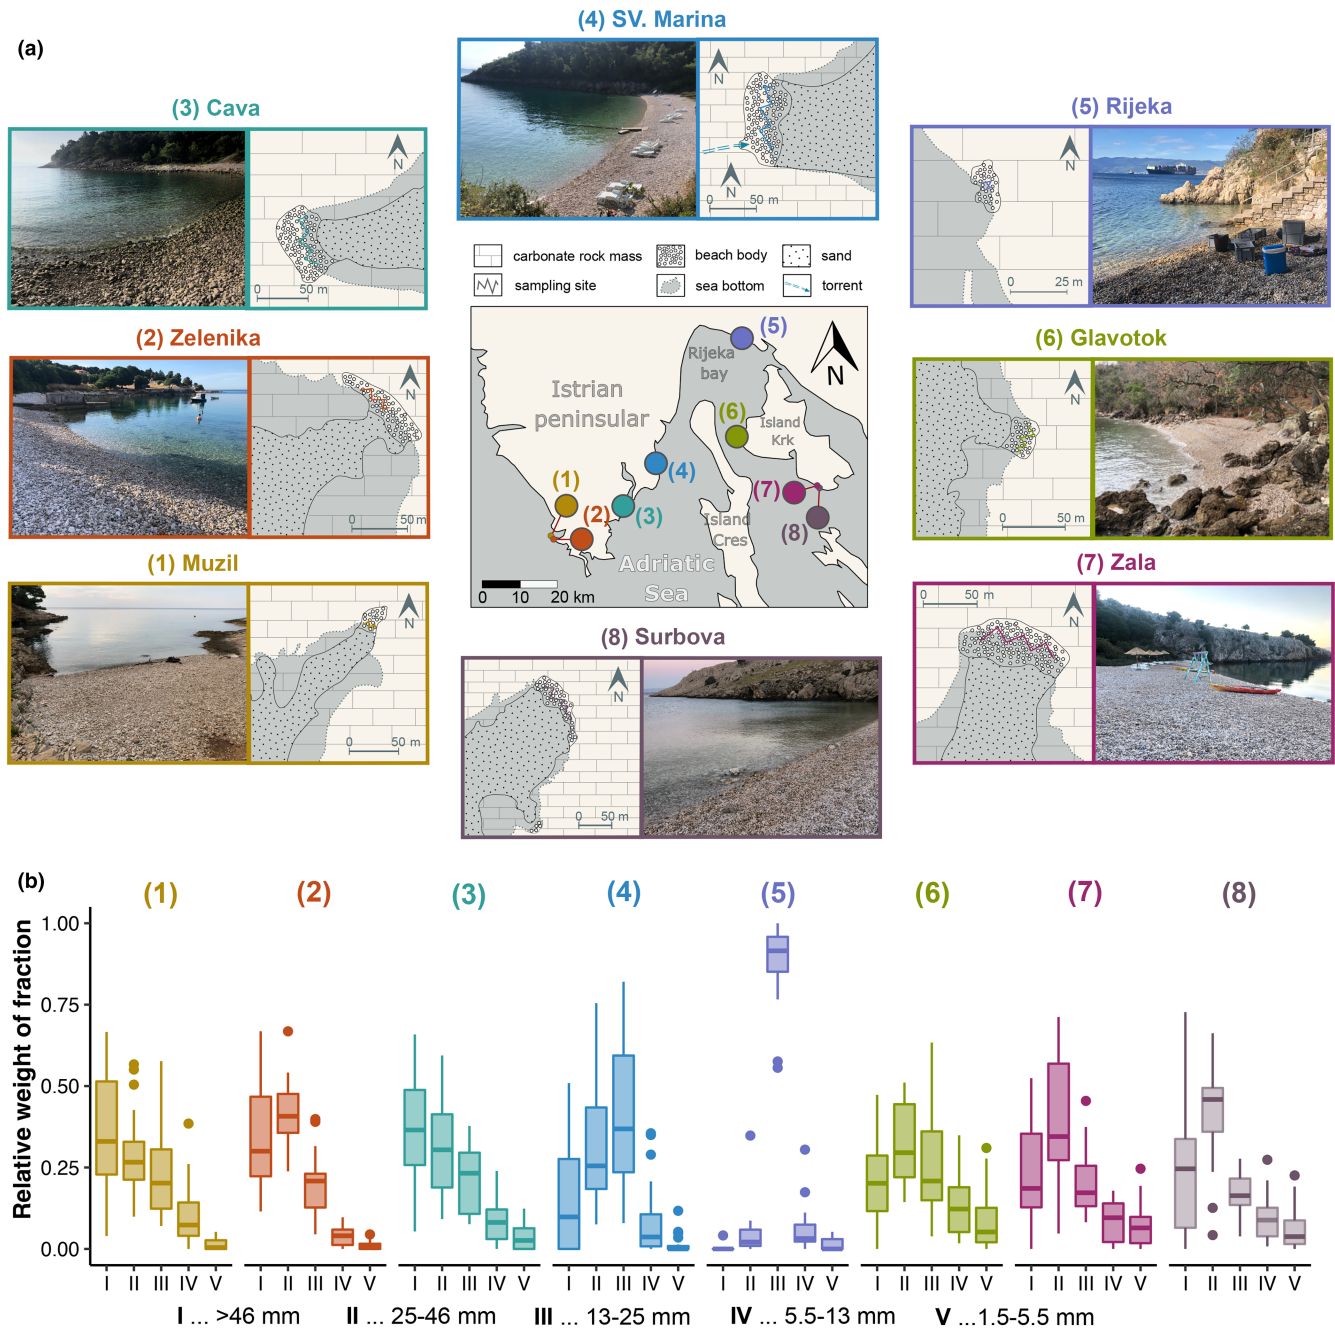 (a)
(4) SV. Marina
N
N
0 50 m
(3) Cava
N
0 50 m
(5) Rijeka
N
0 25 m
carbonate rock mass
beach body
sand
sampling site
sea bottom
torrent
(2) Zelenika
N
0 50 m
(6) Glavotok
N
0 50 m
Istrian
peninsular
Rijeka
bay
(5)
N
(6)
Island
Krk
(4)
(1)
(2)
(3)
(7)
(8)
Island
Cres
Adriatic
Sea
0 10 20 km
(1) Muzil
N
0 50 m
(7) Zala
0 50 m
N
(8) Surbova
N
0 50 m
(b)
(1) (2) (3) (4) (5) (6) (7) (8)
Relative weight of fraction
1.00
0.75
0.50
0.25
0.00
I II III IV V I II III IV V I II III IV V I II III IV V I II III IV V I II III IV V I II III IV V I II III IV V
I ... >46 mm II ... 25-46 mm III ... 13-25 mm IV ... 5.5-13 mm V ...1.5-5.5 mm